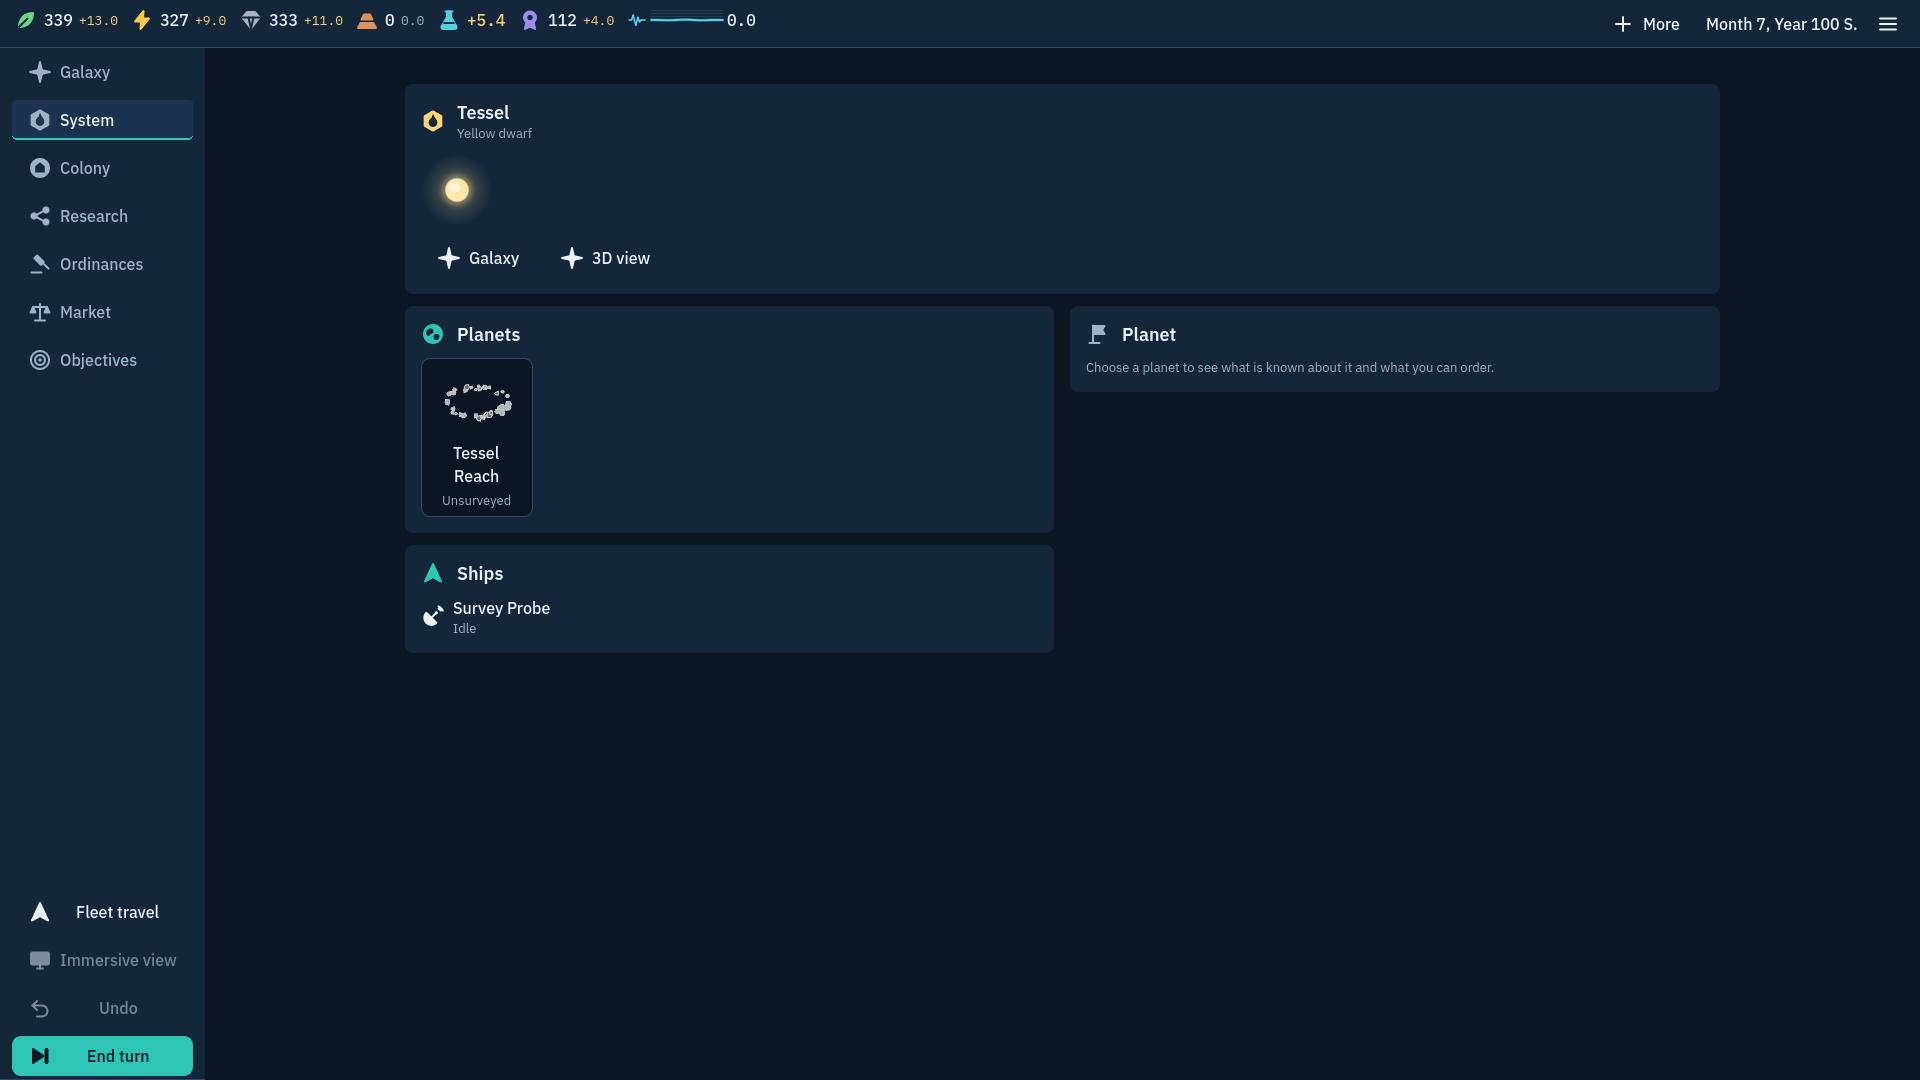 339 +13.0 327 +9.0 333 +11.0 0 0.0 +5.4 112 +4.0 0.0 More Month 7, Year 100 S.
Galaxy
System
Colony
Research
Ordinances
Market
Objectives
Fleet travel
Immersive view
Undo
End turn
Tessel
Yellow dwarf
Galaxy 3D view
Planets
Tessel
Reach
Unsurveyed
Ships
Survey Probe
Idle
Planet
Choose a planet to see what is known about it and what you can order.